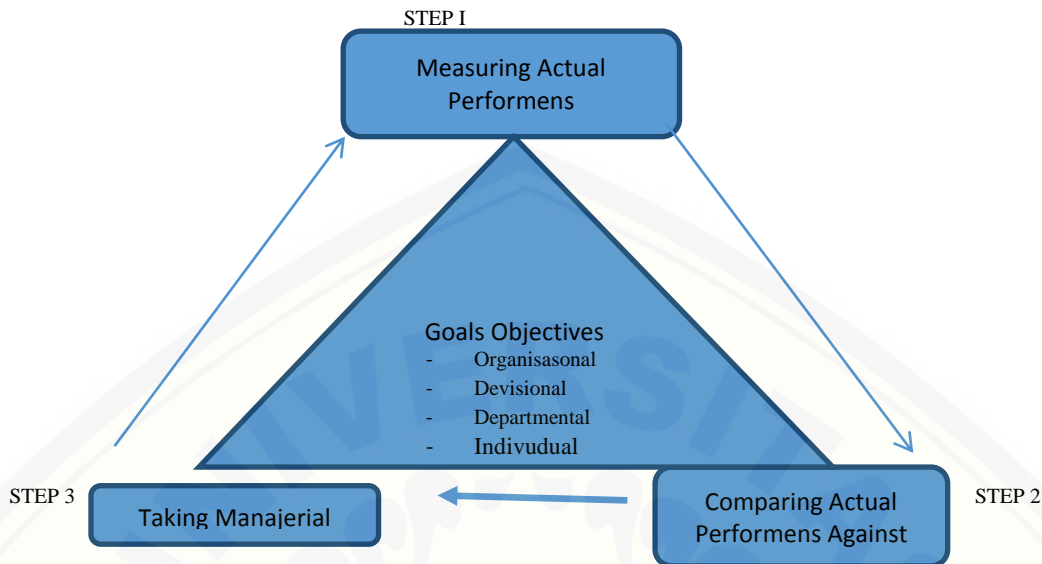 STEP I
Measuring Actual
Performens
Goals Objectives
- Organisasonal
- Devisional
- Departmental
- Indivudual
STEP 3
Taking Manajerial
Comparing Actual
Performens Against
STEP 2
UNIVERSITA